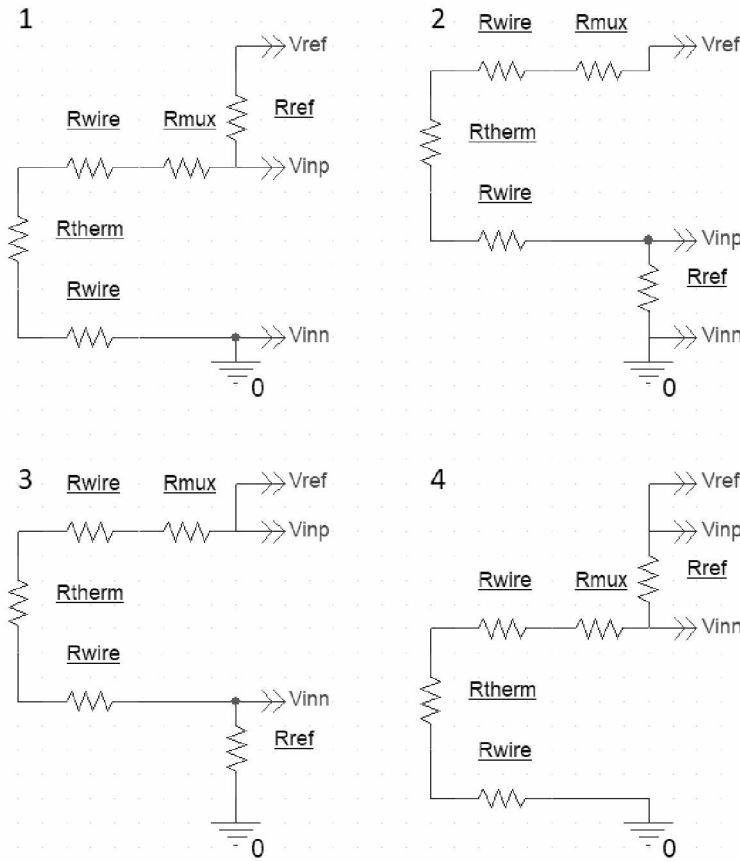 1
Vref
Rwire Rmux Rref
Vinp
Rtherm
Rwire
Vinn
0
2
Rwire Rmux
Vref
Rtherm
Rwire
Vinp
Rref
Vinn
0
3
Rwire Rmux
Vref
Vinp
Rtherm
Rwire
Vinn
Rref
0
4
Vref
Vinp
Rwire Rmux Rref
Vinn
Rtherm
Rwire
0